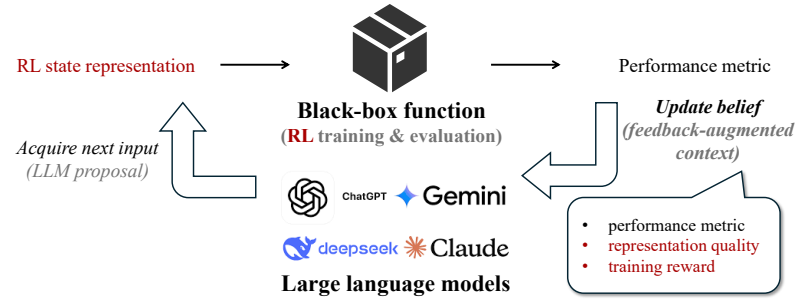 RL state representation
Performance metric
Black-box function
(RL training & evaluation)
Update belief
(feedback-augmented
context)
Acquire next input
(LLM proposal)
ChatGPT
Gemini
deepseek
Claude
Large language models
• performance metric
• representation quality
• training reward